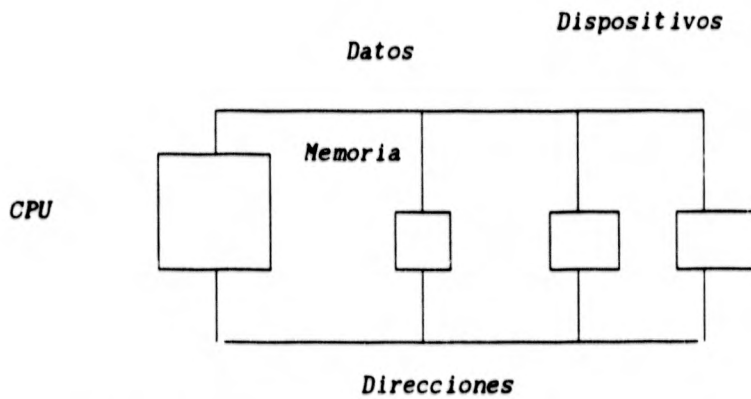 Dispositivos
Datos
Memoria
CPU
Direcciones